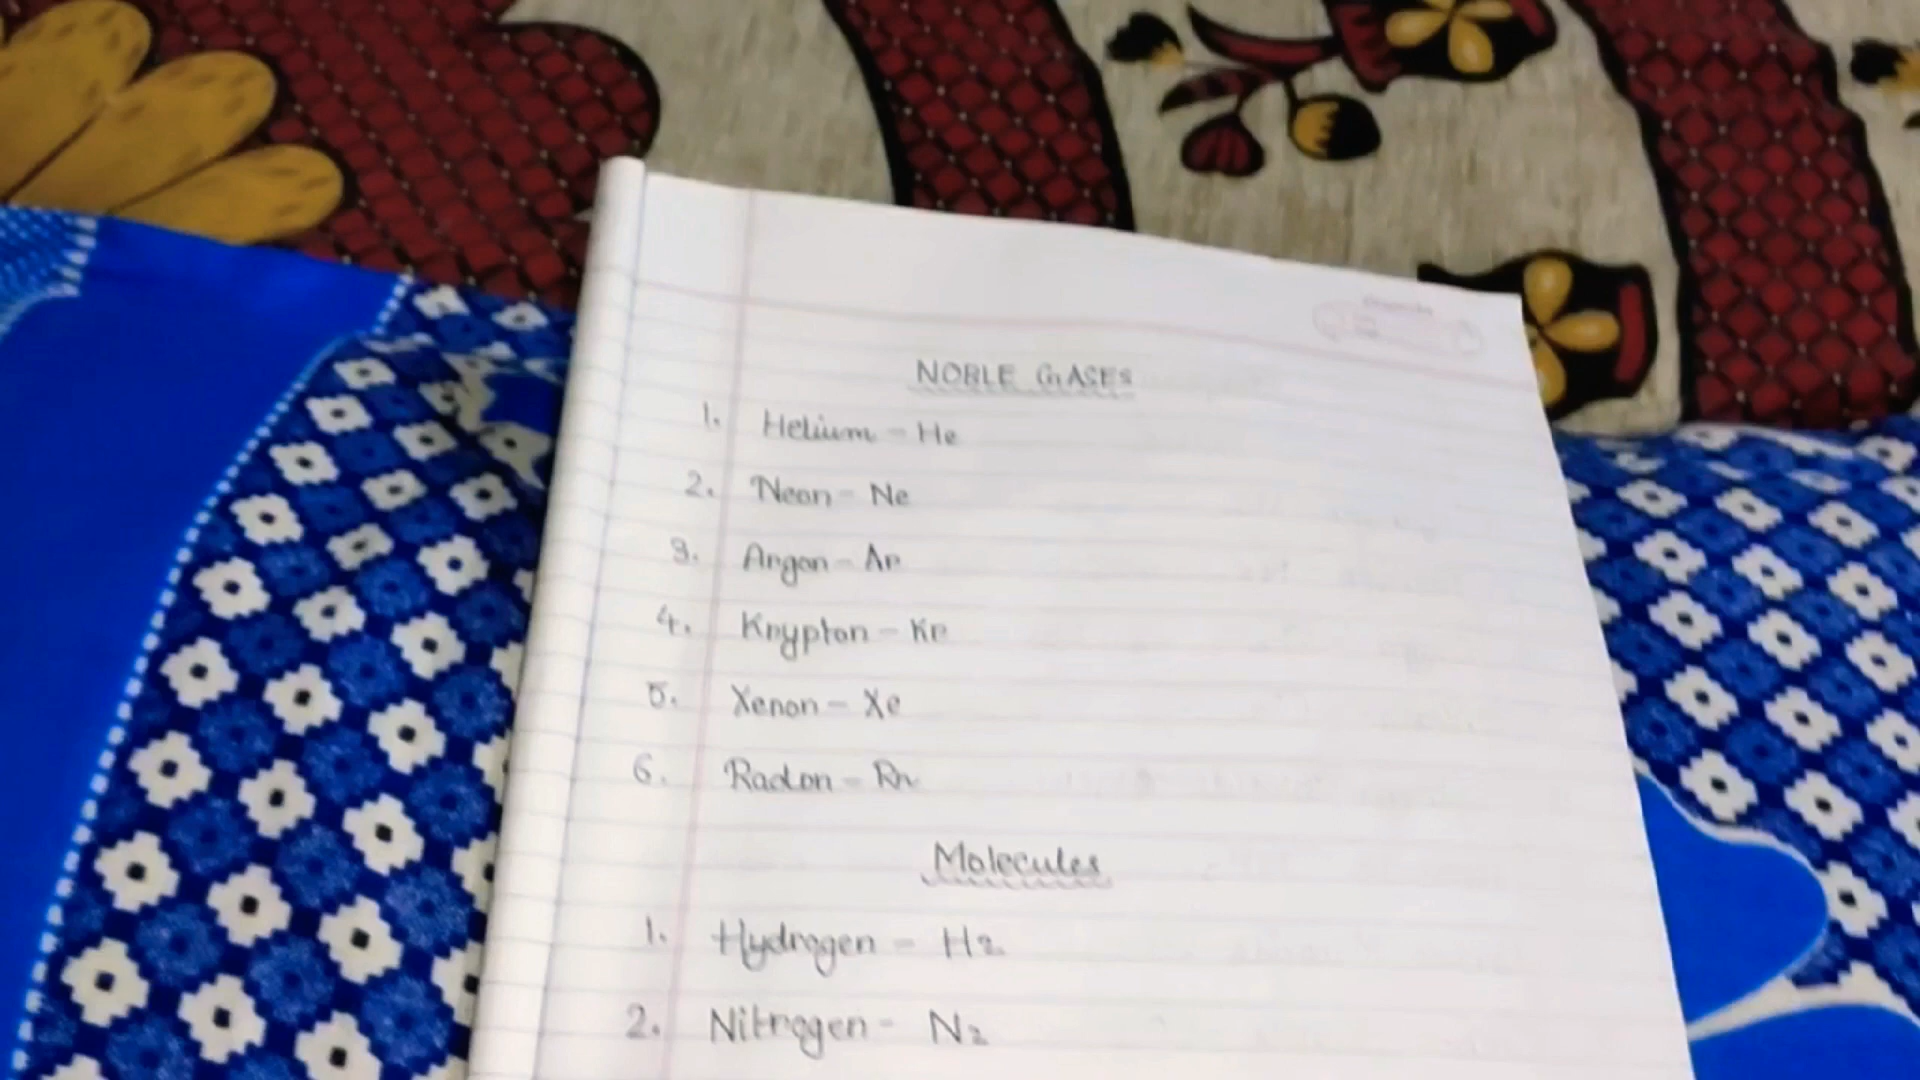 NOBLE GASES
1. Helium - He
2. Neon - Ne
3. Argon - Ar
4. Krypton - Kr
5. Xenon - Xe
6. Radon - Rn
Molecules
1. Hydrogen - H₂
2. Nitrogen - N₂